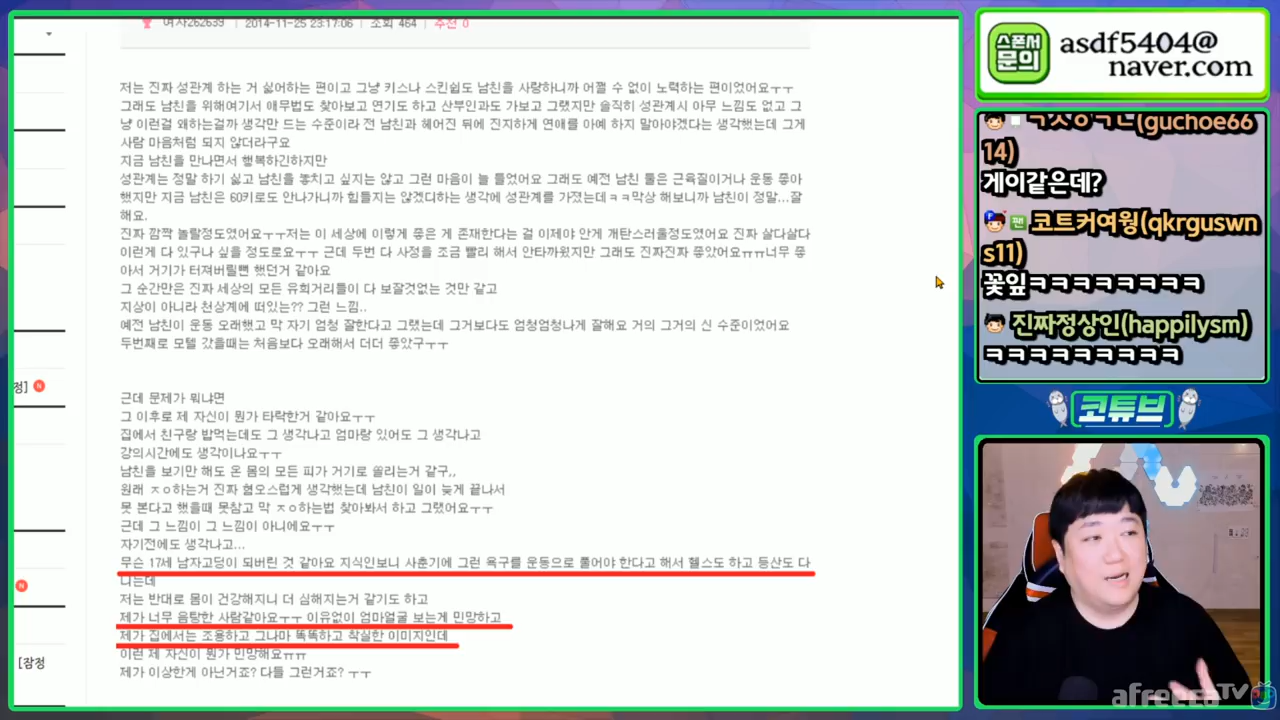 여자262639 | 2014-11-25 23:17:06 | 조회 464 | 추천 0
저는 진짜 성관계 하는 거 싫어하는 편이고 그냥 키스나 스킨쉽도 남친을 사랑하니까 어쩔 수 없이 노력하는 편이었어요ㅜㅜ
그래도 남친을 위해여기서 애무법도 찾아보고 연기도 하고 산부인과도 가보고 그랬지만 솔직히 성관계시 아무 느낌도 없고 그
냥 이런걸 왜하는걸까 생각만 드는 수준이라 전 남친과 헤어진 뒤에 진지하게 연애를 아예 하지 말아야겠다는 생각했는데 그게
사람 마음처럼 되지 않더라구요
지금 남친을 만나면서 행복하긴하지만
성관계는 정말 하기 싫고 남친을 놓치고 싶지는 않고 그런 마음이 늘 들었어요 그래도 예전 남친 둘은 근육질이거나 운동 좋아
했지만 지금 남친은 60키로도 안나가니까 힘들지는 않겠디하는 생각에 성관계를 가졌는데ㅋㅋ막상 해보니까 남친이 정말...잘
해요.
진짜 깜짝 놀랄정도였어요ㅜㅜ저는 이 세상에 이렇게 좋은 게 존재한다는 걸 이제야 안게 개탄스러울정도였어요 진짜 살다살다
이런게 다 있구나 싶을 정도로요ㅜㅜ 근데 두번 다 사정을 조금 빨리 해서 안타까웠지만 그래도 진짜진짜 좋았어요ㅠㅠ너무 좋
아서 거기가 터져버릴뻔 했던거 같아요
그 순간만은 진짜 세상의 모든 유희거리들이 다 보잘것없는 것만 같고
지상이 아니라 천상계에 떠있는?? 그런 느낌..
예전 남친이 운동 오래했고 막 자기 엄청 잘한다고 그랬는데 그거보다도 엄청엄청나게 잘해요 거의 그거의 신 수준이었어요
두번째로 모텔 갔을때는 처음보다 오래해서 더더 좋았구ㅜㅜ
근데 문제가 뭐냐면
그 이후로 제 자신이 뭔가 타락한거 같아요ㅜㅜ
집에서 친구랑 밥먹는데도 그 생각나고 엄마랑 있어도 그 생각나고
강의시간에도 생각이나요ㅜㅜ
남친을 보기만 해도 온 몸의 모든 피가 거기로 쏠리는거 같구,,
원래 ㅈㅇ하는거 진짜 혐오스럽게 생각했는데 남친이 일이 늦게 끝나서
못 본다고 했을때 못참고 막 ㅈㅇ하는법 찾아봐서 하고 그랬어요ㅜㅜ
근데 그 느낌이 그 느낌이 아니에요ㅜㅜ
자기전에도 생각나고...
무슨 17세 남자고딩이 되버린 것 같아요 지식인보니 사춘기에 그런 욕구를 운동으로 풀어야 한다고 해서 헬스도 하고 등산도 다
니는데
저는 반대로 몸이 건강해지니 더 심해지는거 같기도 하고
제가 너무 음탕한 사람같아요ㅜㅜ 이유없이 엄마얼굴 보는게 민망하고
제가 집에서는 조용하고 그나마 똑똑하고 착실한 이미지인데
이런 제 자신이 뭔가 민망해요ㅠㅠ
제가 이상한게 아닌거죠? 다들 그런거죠? ㅜㅜ
정]
N
N
[잠정
스폰서
문의
asdf5404@
naver.com
(guchoe66
14)
게이같은데?
팬 코트커여웡(qkrguswn
s11)
꽃잎ㅋㅋㅋㅋㅋㅋㅋㅋ
진짜정상인(happilysm)
ㅋㅋㅋㅋㅋㅋㅋㅋㅋ
코튜브
afreecaTV